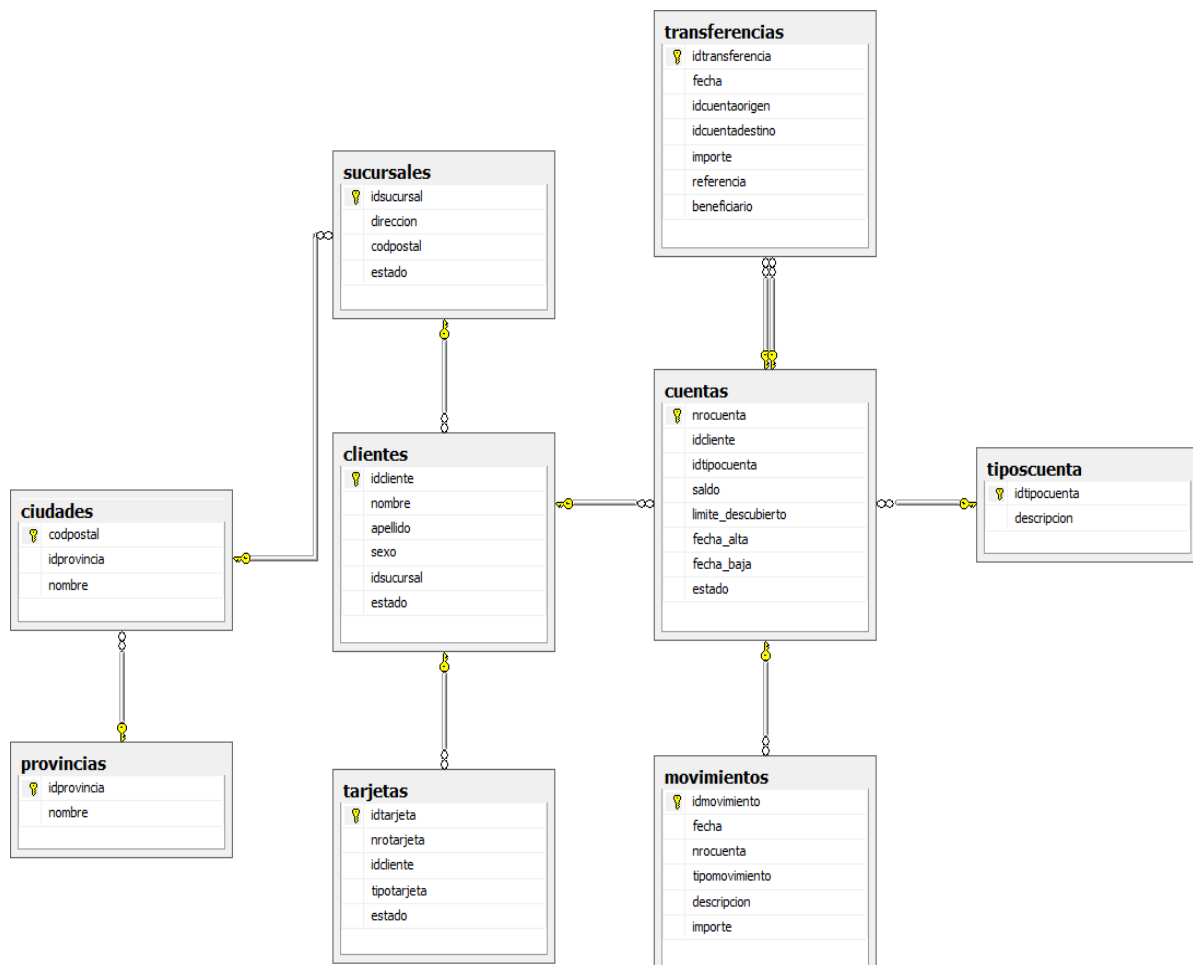 transferencias
idtransferencia
fecha
idcuentaorigen
idcuentadestino
importe
referencia
beneficiario
sucursales
idsucursal
direccion
codpostal
estado
cuentas
nrocuenta
idcliente
idtipocuenta
saldo
limite_descubierto
fecha_alta
fecha_baja
estado
clientes
idcliente
nombre
apellido
sexo
idsucursal
estado
tiposcuenta
idtipocuenta
descripcion
ciudades
codpostal
idprovincia
nombre
provincias
idprovincia
nombre
tarjetas
idtarjeta
nrotarjeta
idcliente
tipotarjeta
estado
movimientos
idmovimiento
fecha
nrocuenta
tipomovimiento
descripcion
importe